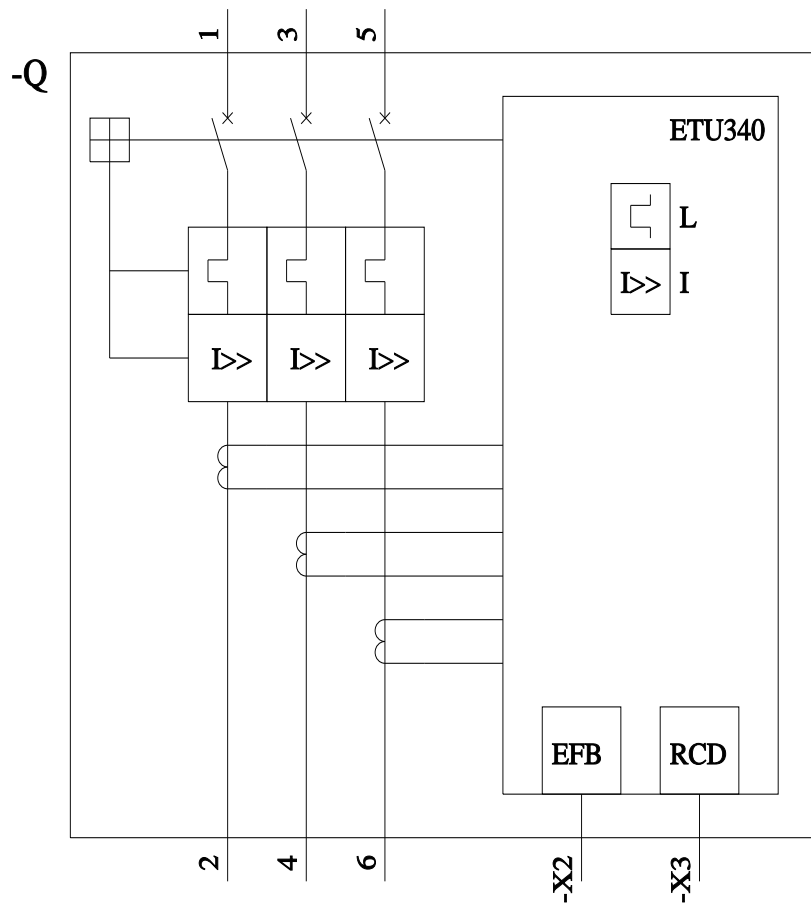 1 3 5
-Q
ETU340
L
I>> I
I>> I>> I>>
EFB RCD
2 4 6 -X2 -X3